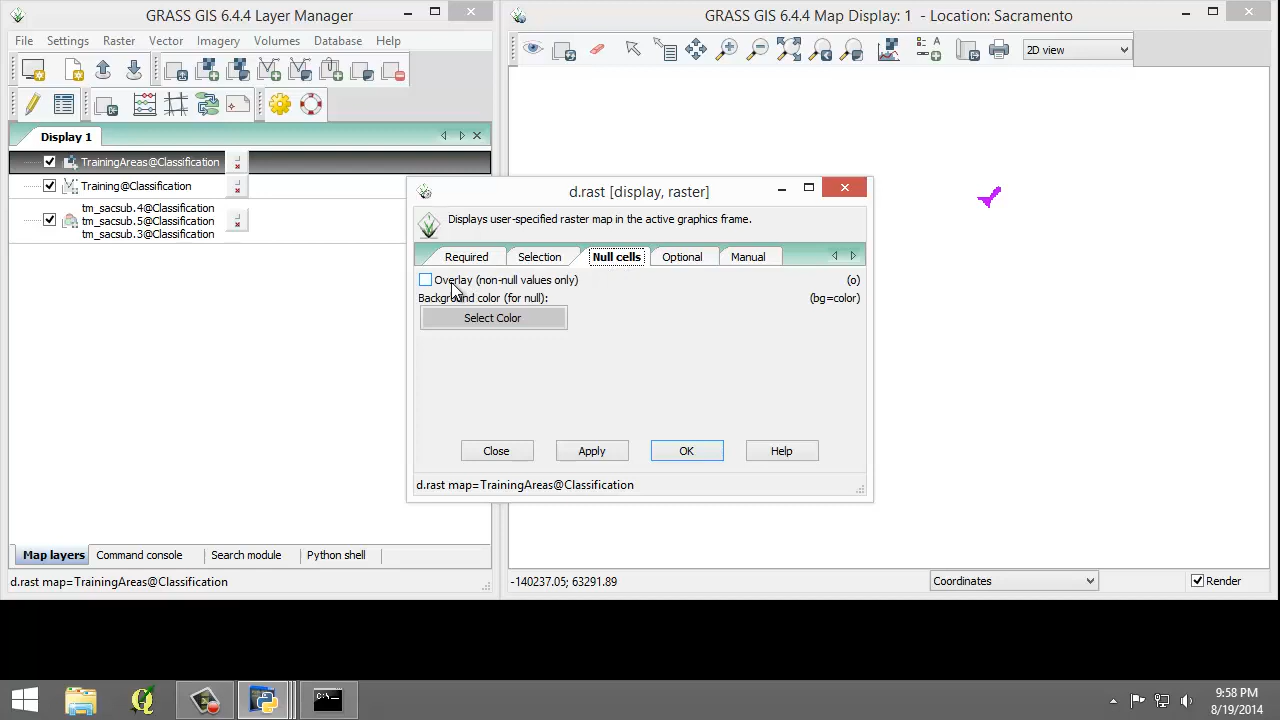 GRASS GIS 6.4.4 Layer Manager
File Settings Raster Vector Imagery Volumes Database Help
Display 1
TrainingAreas@Classification
Training@Classification
tm_sacsub.4@Classification
tm_sacsub.5@Classification
tm_sacsub.3@Classification
Map layers Command console Search module Python shell
d.rast map=TrainingAreas@Classification
GRASS GIS 6.4.4 Map Display: 1 - Location: Sacramento
2D view
d.rast [display, raster]
Displays user-specified raster map in the active graphics frame.
Required Selection Null cells Optional Manual
Overlay (non-null values only) (o)
Background color (for null): (bg=color)
Select Color
Close Apply OK Help
d.rast map=TrainingAreas@Classification
-140237.05; 63291.89 Coordinates Render
9:58 PM
8/19/2014